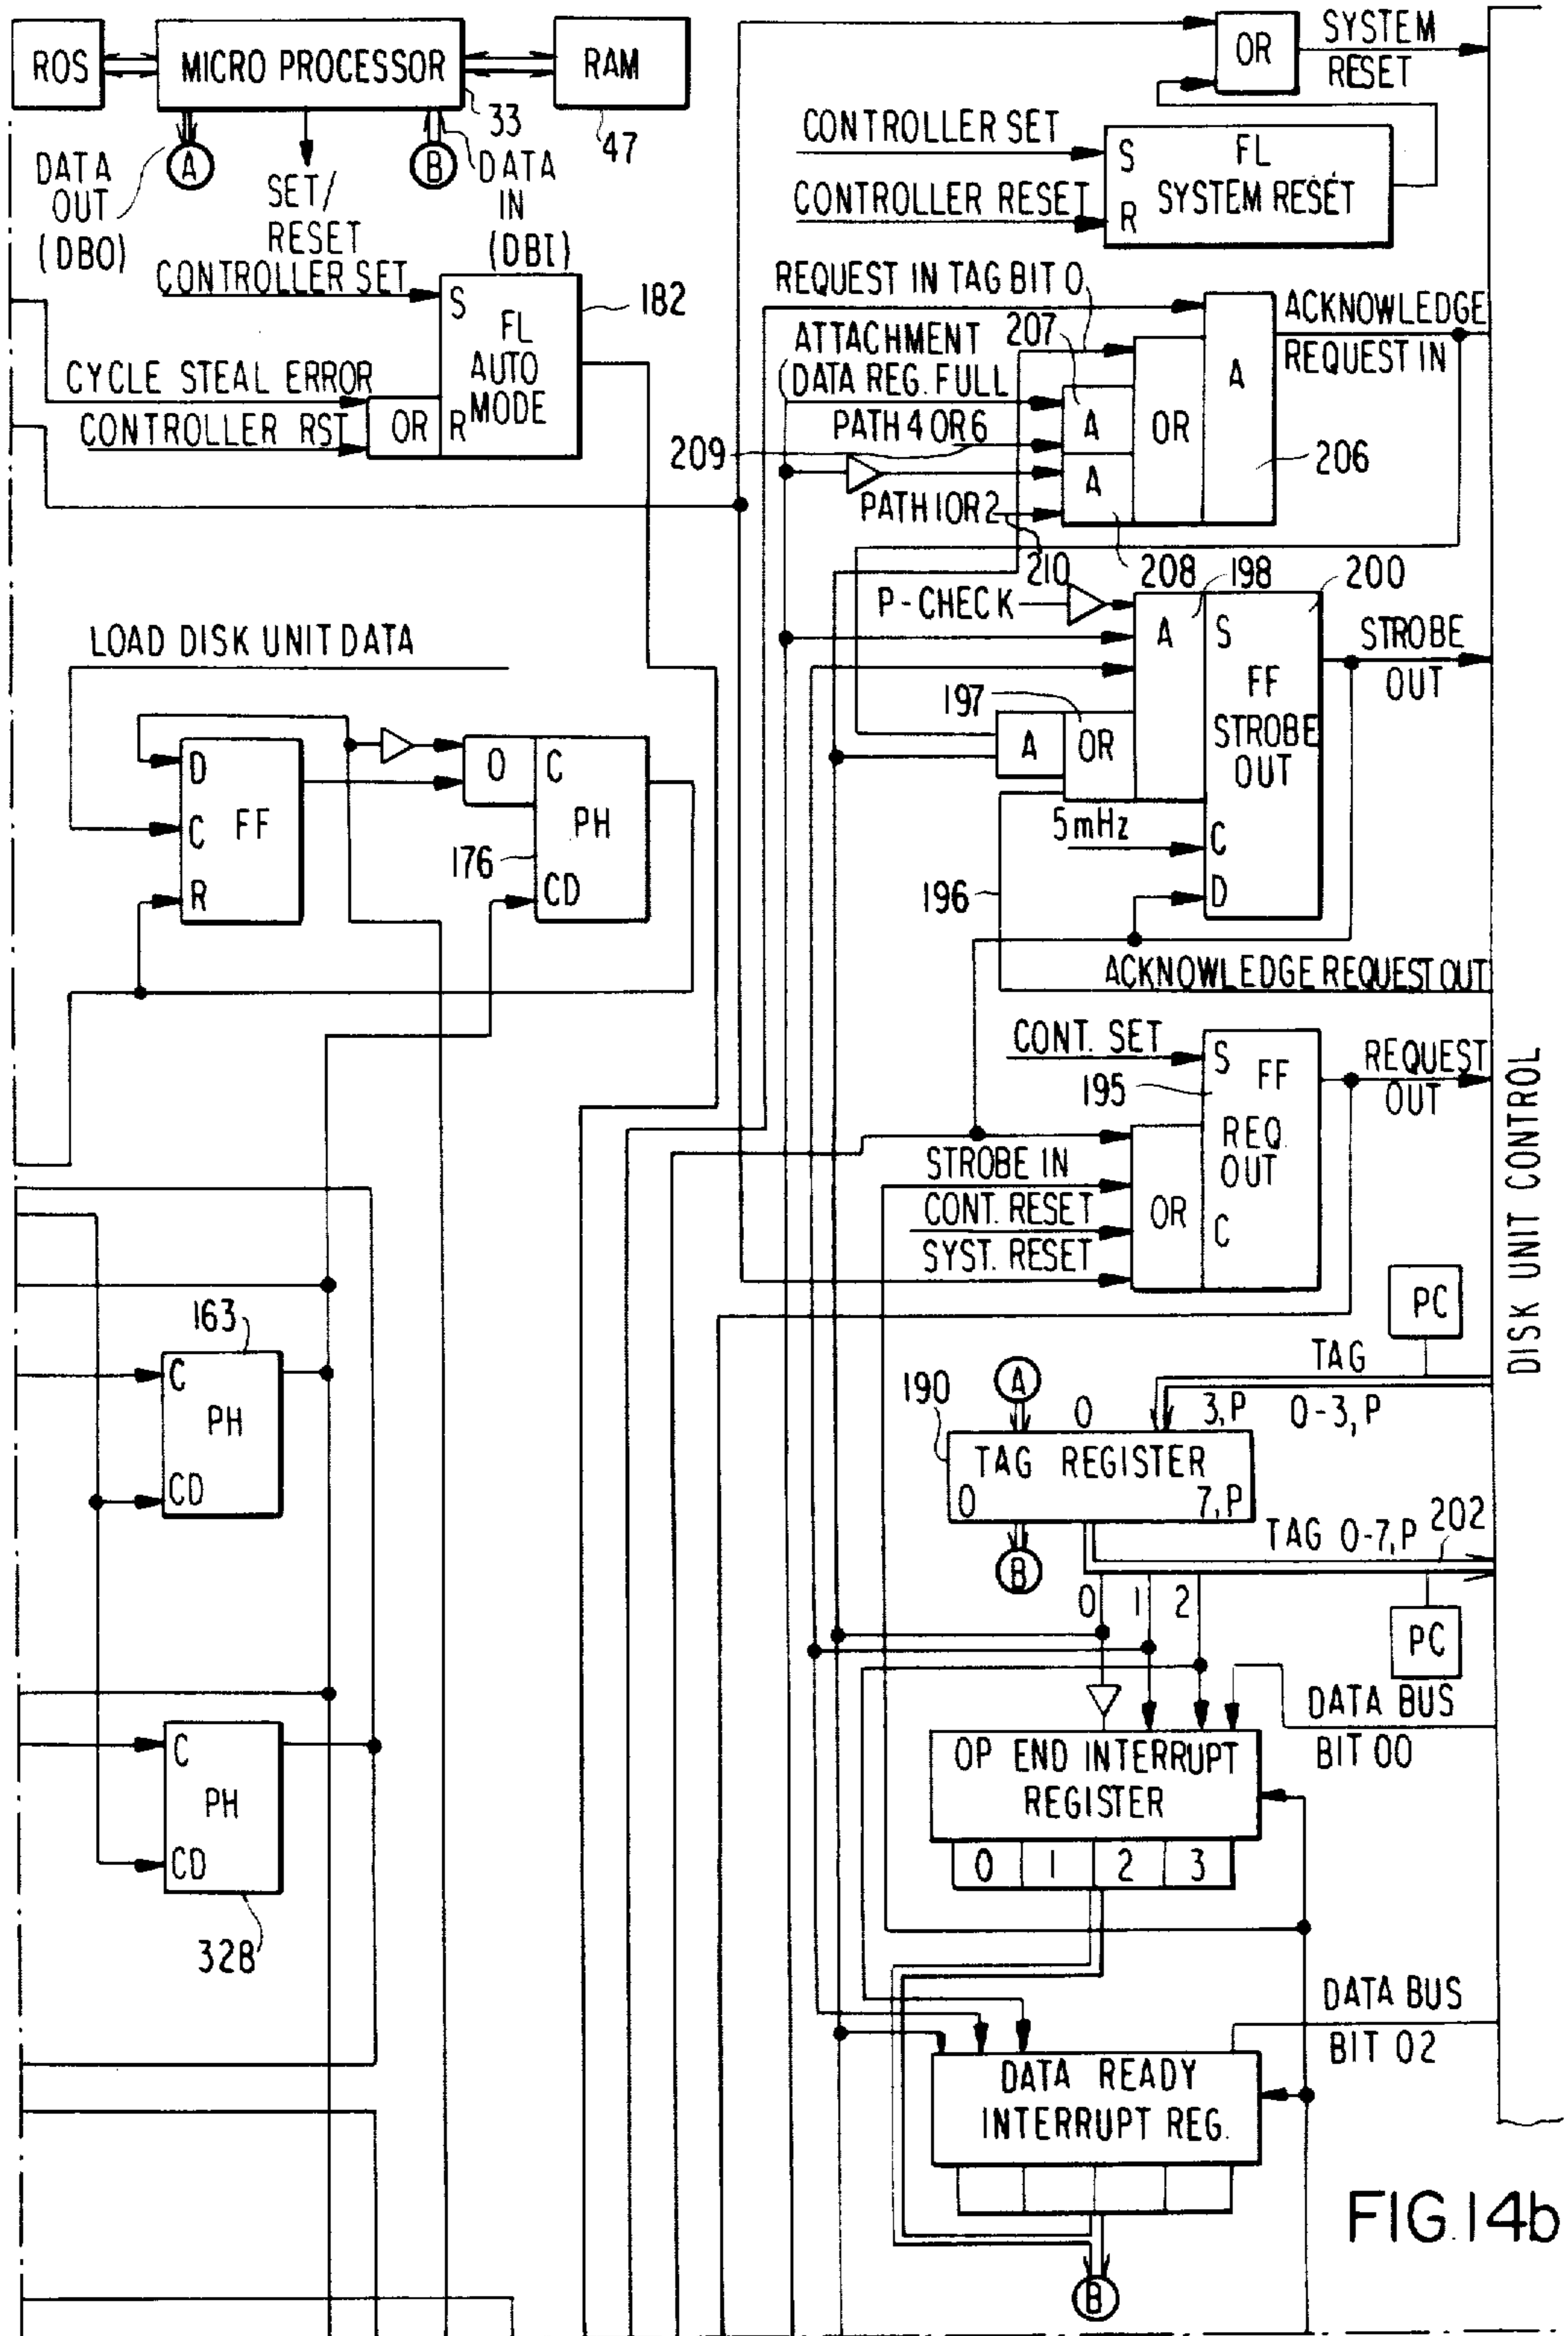 ROS
MICRO PROCESSOR
RAM
33
47
A
B
DATA
OUT
(DBO)
SET/
RESET
DATA
IN
(DBI)
CONTROLLER SET
S
FL
AUTO
MODE
R
182
CYCLE STEAL ERROR
CONTROLLER RST
OR
OR
SYSTEM
RESET
CONTROLLER SET
CONTROLLER RESET
S
R
FL
SYSTEM RESET
REQUEST IN TAG BIT 0
ATTACHMENT
(DATA REG. FULL
207
PATH 4 OR 6
209
PATH 1 OR 2
210
208
A
A
OR
A
206
ACKNOWLEDGE
REQUEST IN
P-CHECK
198
200
A
S
FF
STROBE
OUT
C
D
STROBE
OUT
197
A
OR
5mHz
196
ACKNOWLEDGE REQUEST OUT
LOAD DISK UNIT DATA
D
C
R
FF
O
C
PH
CD
176
CONT. SET
195
S
FF
REQ.
OUT
C
REQUEST
OUT
STROBE IN
CONT. RESET
SYST. RESET
OR
DISK UNIT CONTROL
PC
TAG
0-3,P
163
C
PH
CD
190
A
0
3,P
TAG REGISTER
0
7,P
B
TAG 0-7,P
202
0
1
2
PC
DATA BUS
BIT 00
OP END INTERRUPT
REGISTER
0
1
2
3
C
PH
CD
328
DATA BUS
BIT 02
DATA READY
INTERRUPT REG.
B
FIG.14b